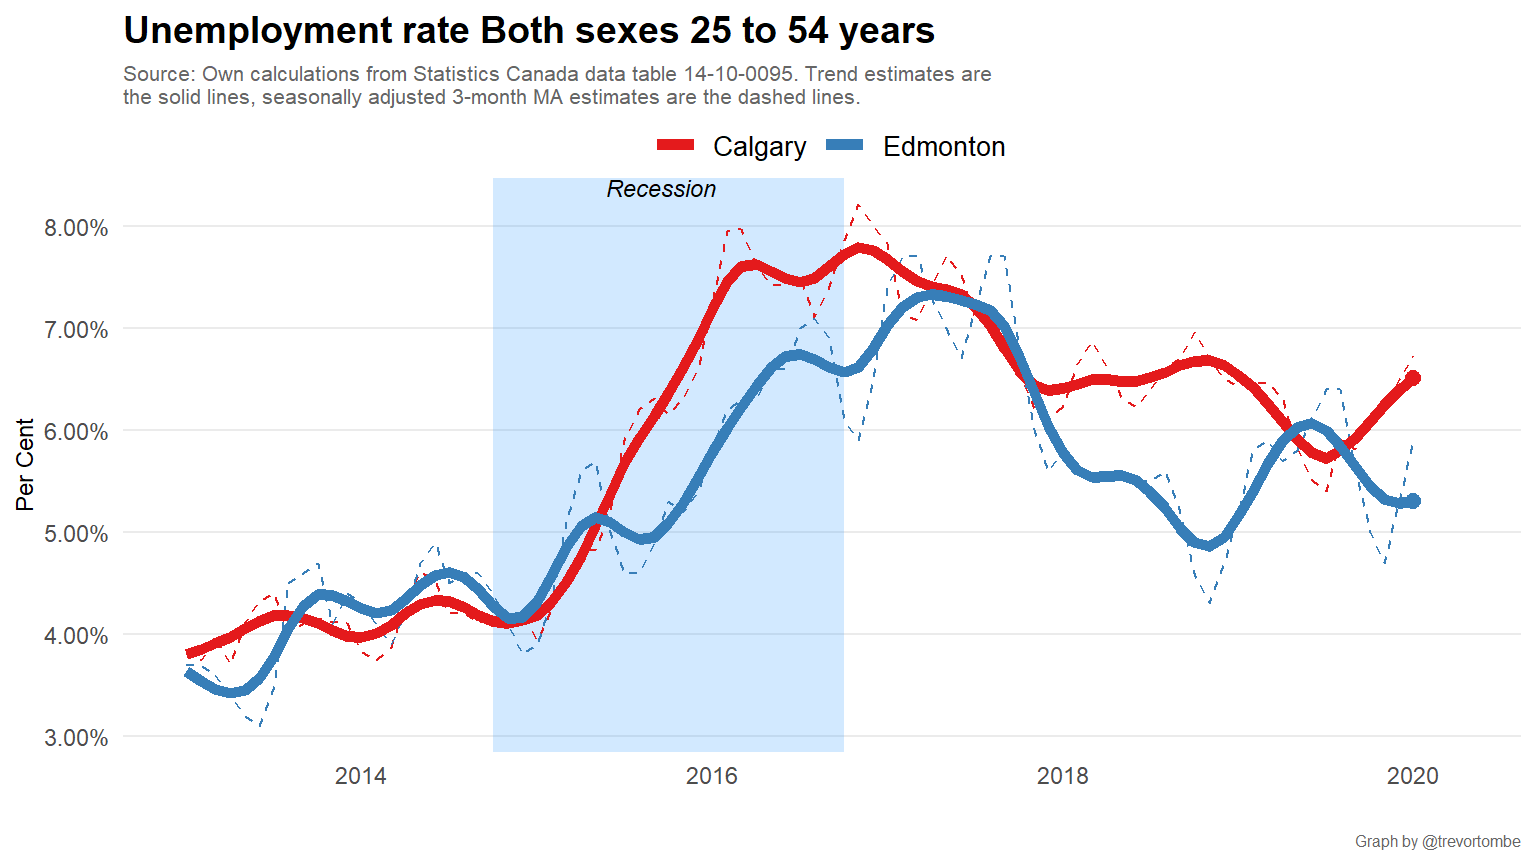 Unemployment rate Both sexes 25 to 54 years
Source: Own calculations from Statistics Canada data table 14-10-0095. Trend estimates are
the solid lines, seasonally adjusted 3-month MA estimates are the dashed lines.
Calgary Edmonton
Recession
8.00%
7.00%
6.00%
5.00%
4.00%
3.00%
Per Cent
2014 2016 2018 2020
Graph by @trevortombe